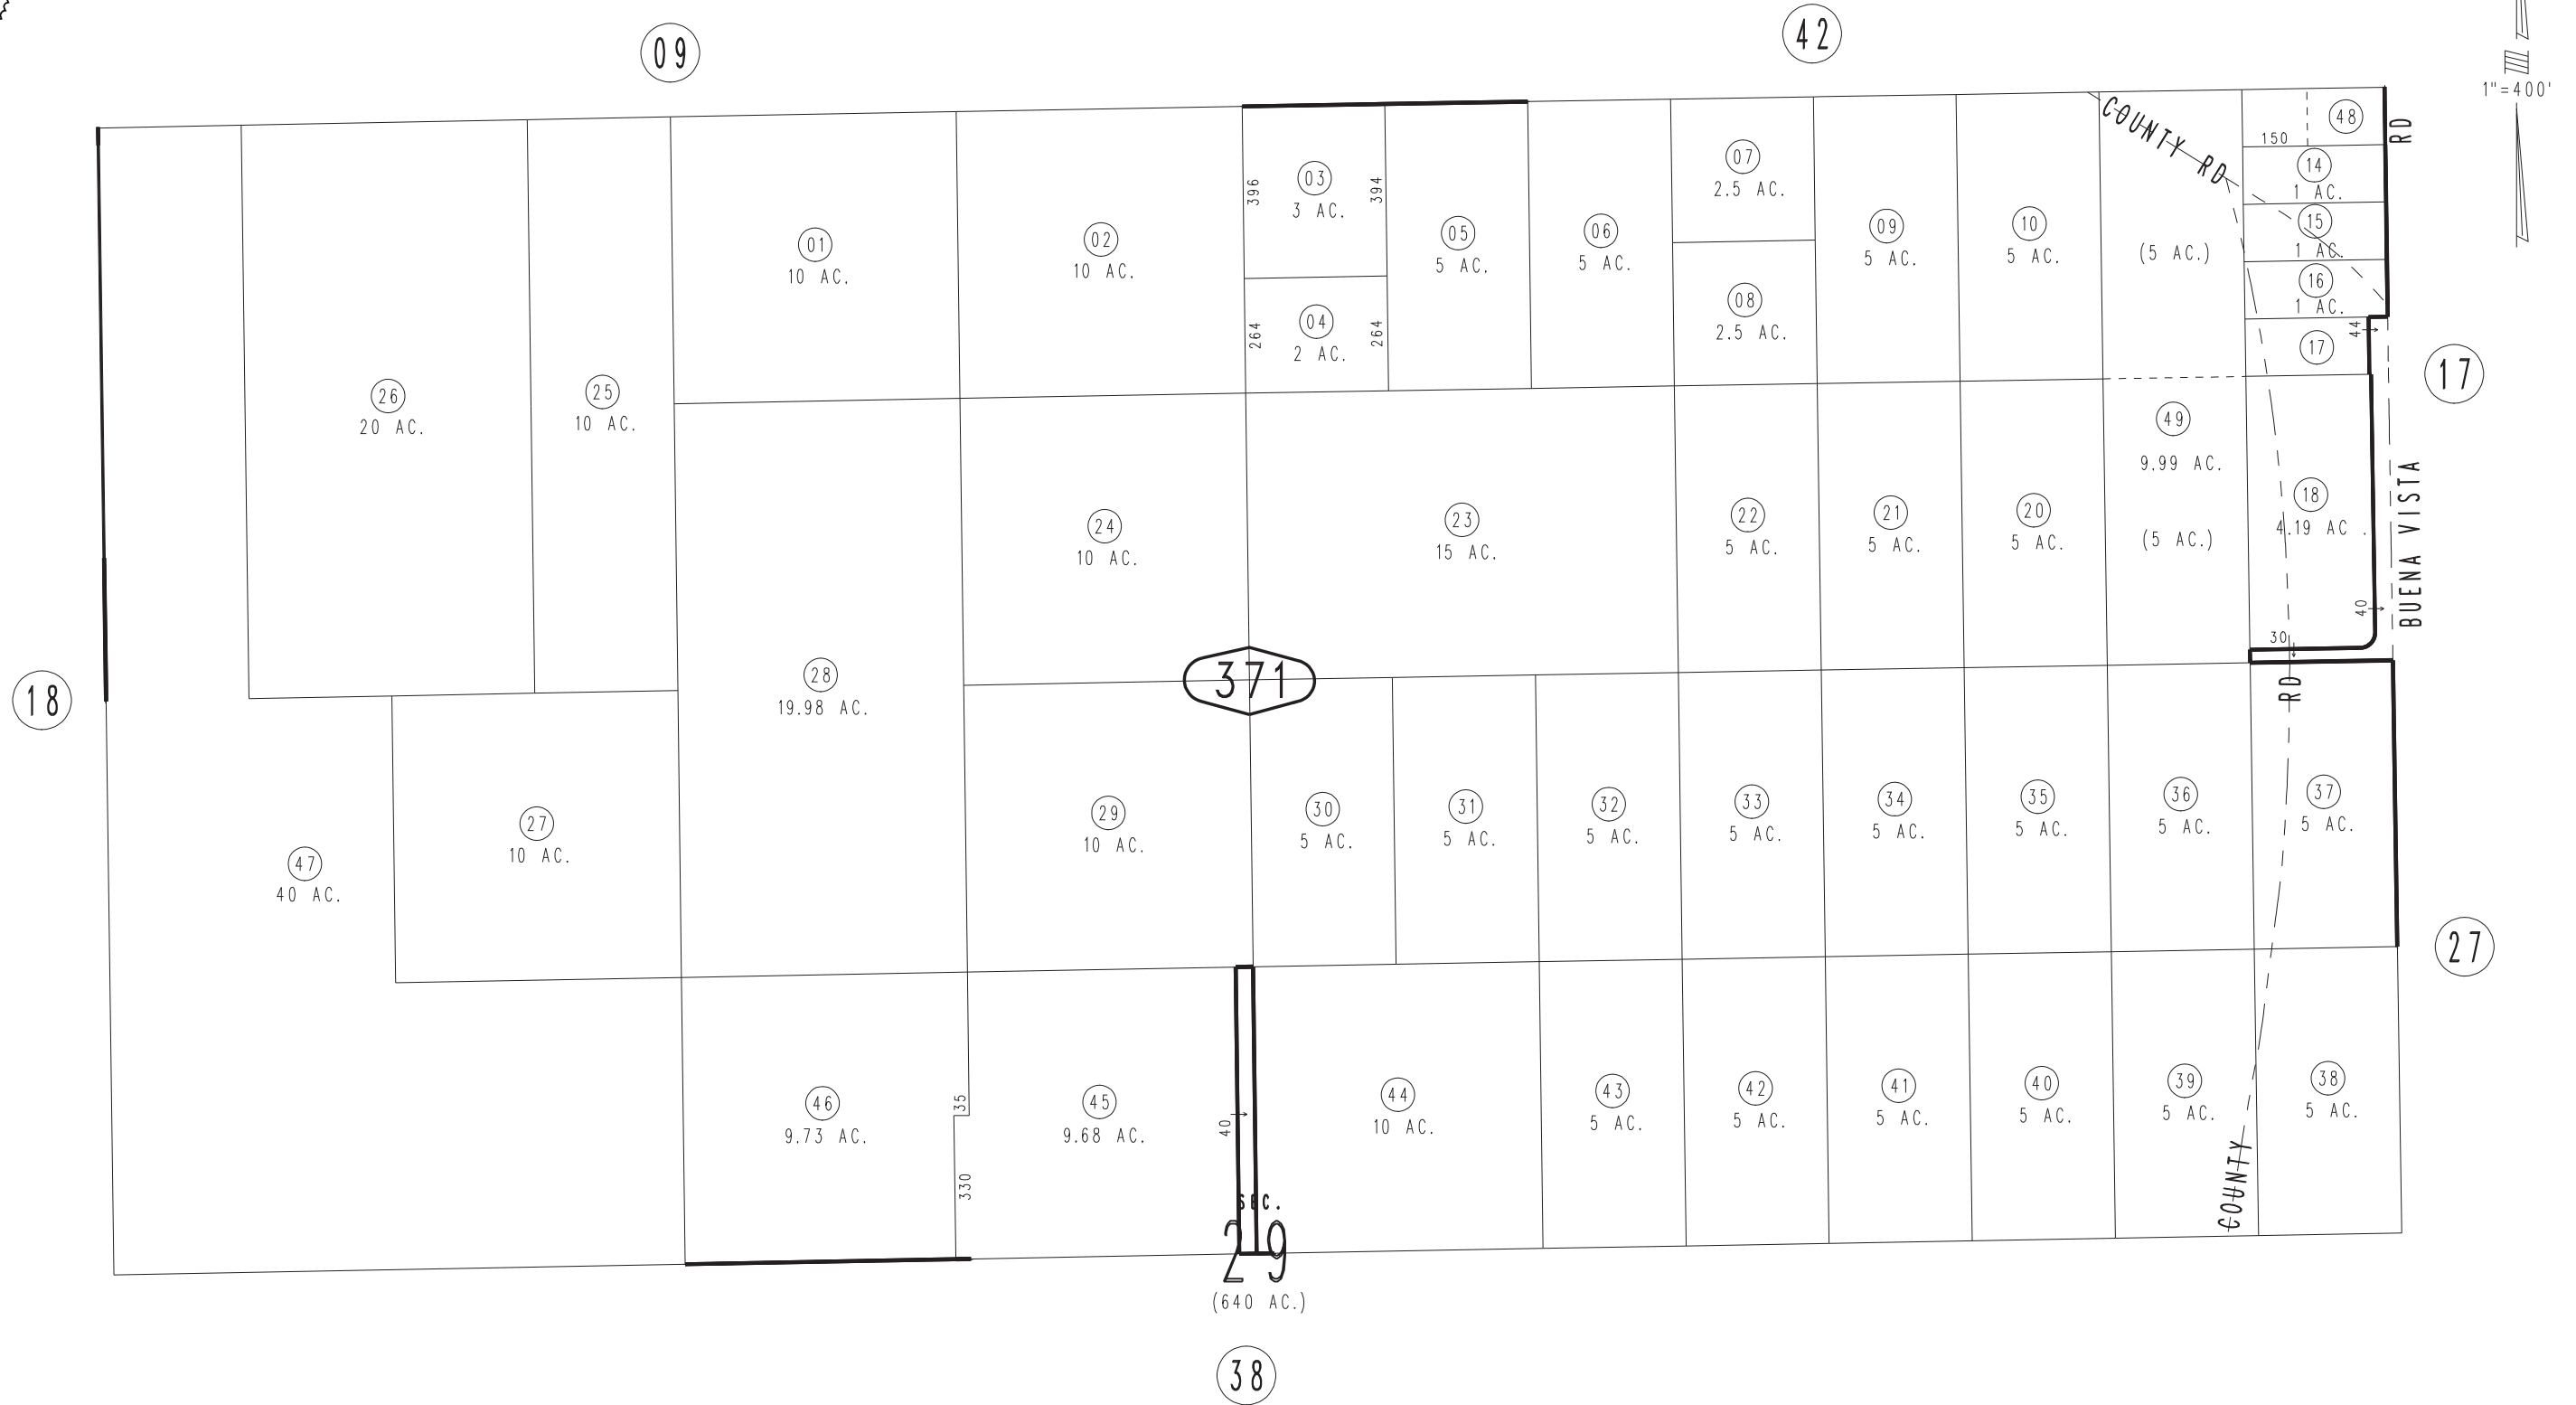 09
42
1"=400'
48
RD
COUNTY RD
150
14
1 AC.
03
3 AC.
396
394
07
2.5 AC.
15
1 AC.
01
10 AC.
02
10 AC.
05
5 AC.
06
5 AC.
09
5 AC.
10
5 AC.
(5 AC.)
16
1 AC.
04
2 AC.
264
264
08
2.5 AC.
44
17
17
26
20 AC.
25
10 AC.
49
9.99 AC.
(5 AC.)
24
10 AC.
23
15 AC.
22
5 AC.
21
5 AC.
20
5 AC.
18
4.19 AC .
BUENA VISTA
40
30
371
18
28
19.98 AC.
RD
27
10 AC.
47
40 AC.
29
10 AC.
30
5 AC.
31
5 AC.
32
5 AC.
33
5 AC.
34
5 AC.
35
5 AC.
36
5 AC.
37
5 AC.
27
46
9.73 AC.
35
330
45
9.68 AC.
40
44
10 AC.
43
5 AC.
42
5 AC.
41
5 AC.
40
5 AC.
39
5 AC.
38
5 AC.
COUNTY
SEC.
29
(640 AC.)
38